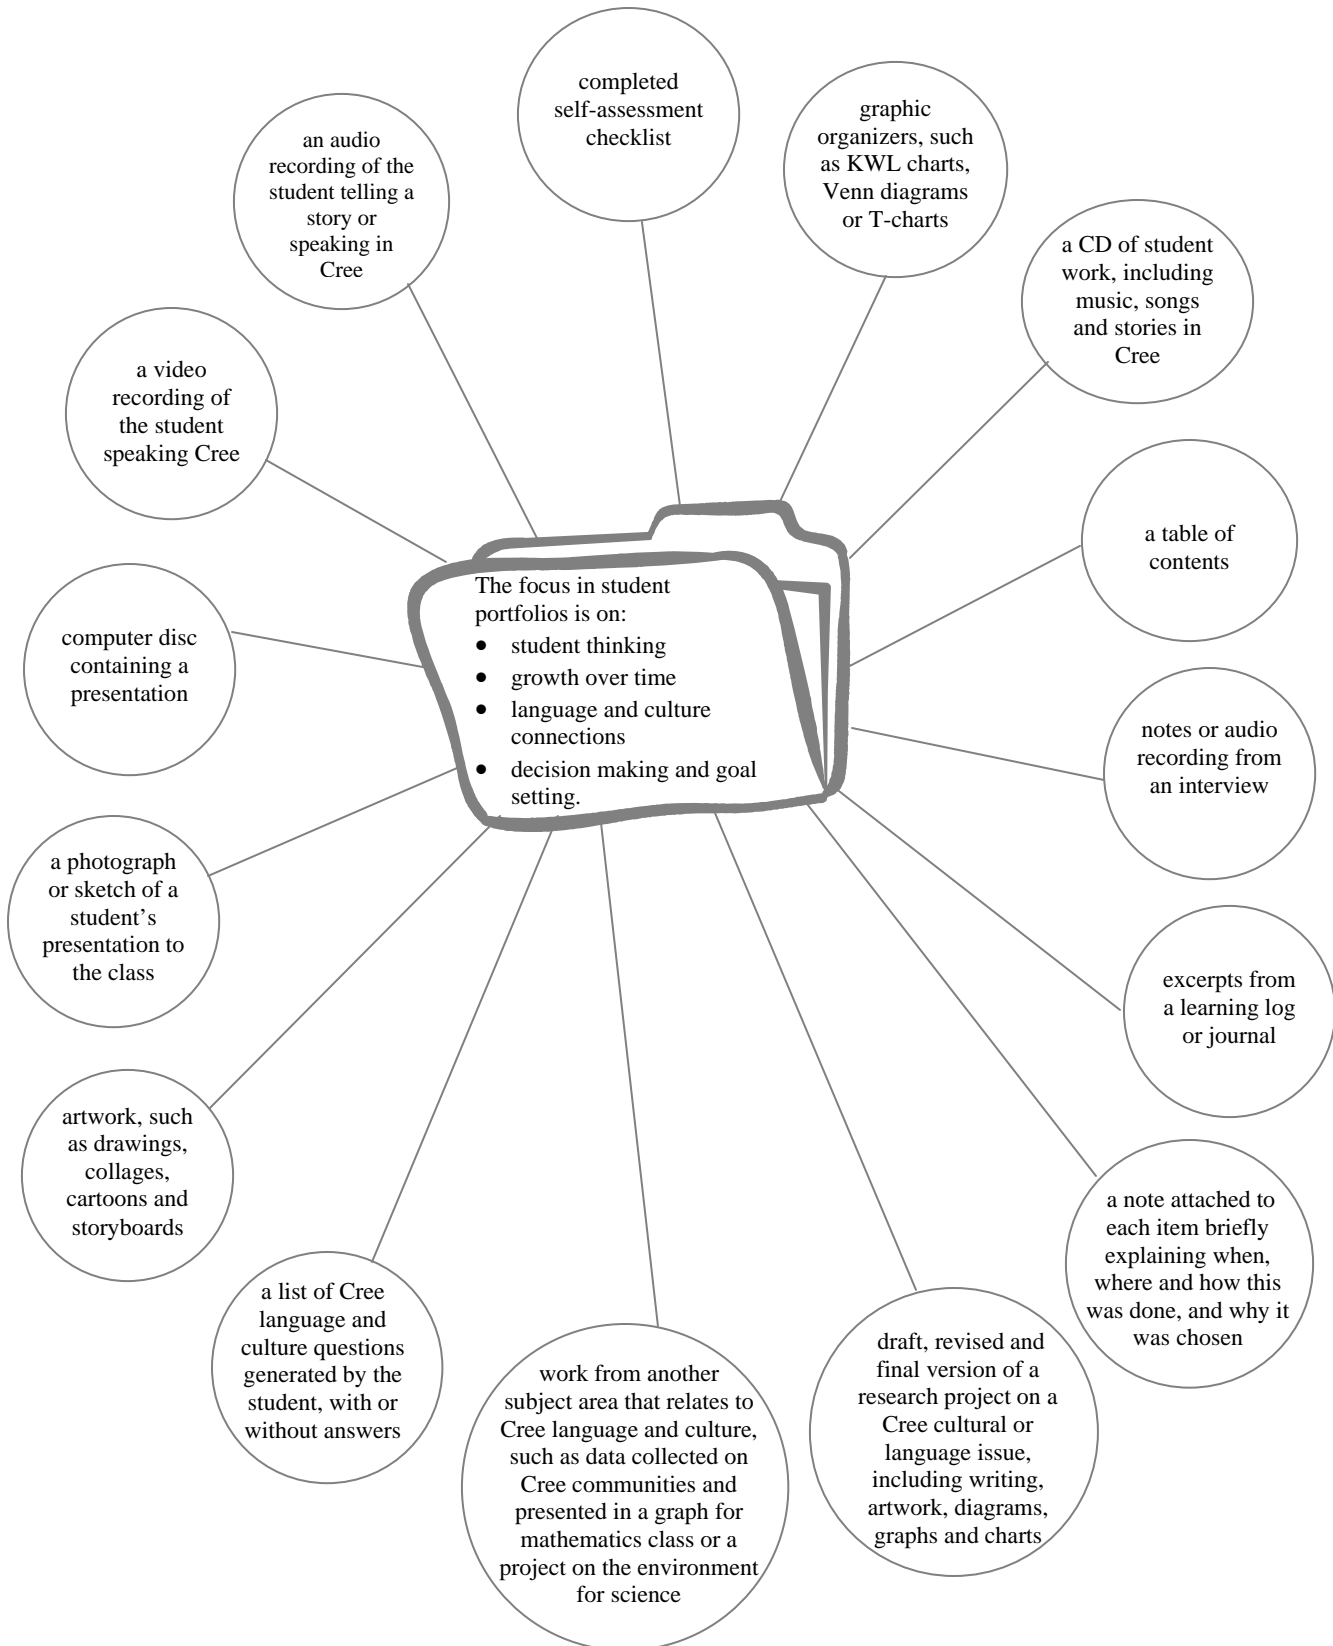 completed
self-assessment
checklist
graphic
organizers, such
as KWL charts,
Venn diagrams
or T-charts
an audio
recording of the
student telling a
story or
speaking in
Cree
a CD of student
work, including
music, songs
and stories in
Cree
a video
recording of
the student
speaking Cree
a table of
contents
The focus in student
portfolios is on:
• student thinking
• growth over time
• language and culture
connections
• decision making and goal
setting.
computer disc
containing a
presentation
notes or audio
recording from
an interview
a photograph
or sketch of a
student’s
presentation to
the class
excerpts from
a learning log
or journal
artwork, such
as drawings,
collages,
cartoons and
storyboards
a note attached to
each item briefly
explaining when,
where and how this
was done, and why it
was chosen
a list of Cree
language and
culture questions
generated by the
student, with or
without answers
work from another
subject area that relates to
Cree language and culture,
such as data collected on
Cree communities and
presented in a graph for
mathematics class or a
project on the environment
for science
draft, revised and
final version of a
research project on a
Cree cultural or
language issue,
including writing,
artwork, diagrams,
graphs and charts